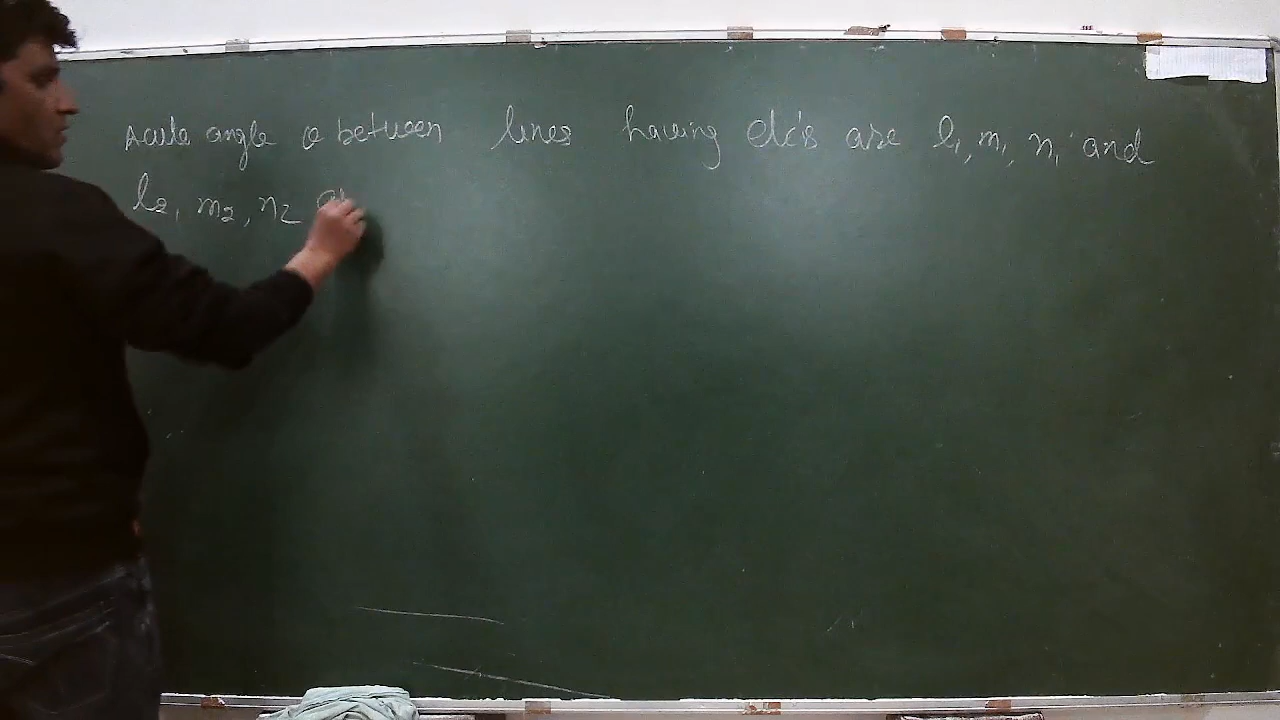 Acute angle θ between lines having dc's are l₁, m₁, n₁ and
l₂, m₂, n₂